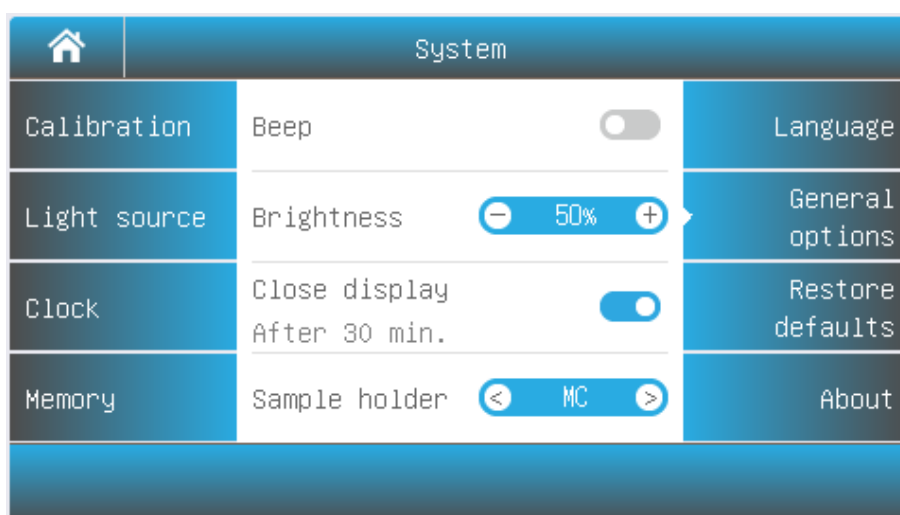 System
Calibration
Light source
Clock
Memory
Beep
Brightness
50%
Close display
After 30 min.
Sample holder
MC
Language
General
options
Restore
defaults
About